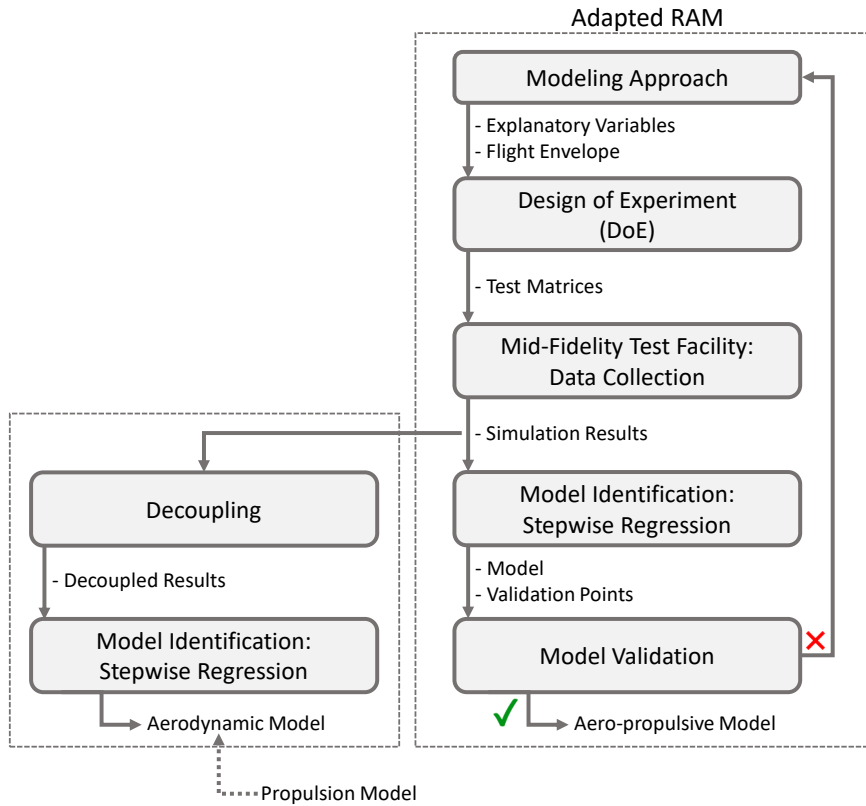 Adapted RAM
Modeling Approach
- Explanatory Variables
- Flight Envelope
Design of Experiment
(DoE)
- Test Matrices
Mid-Fidelity Test Facility:
Data Collection
- Simulation Results
Model Identification:
Stepwise Regression
- Model
- Validation Points
Model Validation
Aero-propulsive Model
Decoupling
- Decoupled Results
Model Identification:
Stepwise Regression
Aerodynamic Model
Propulsion Model